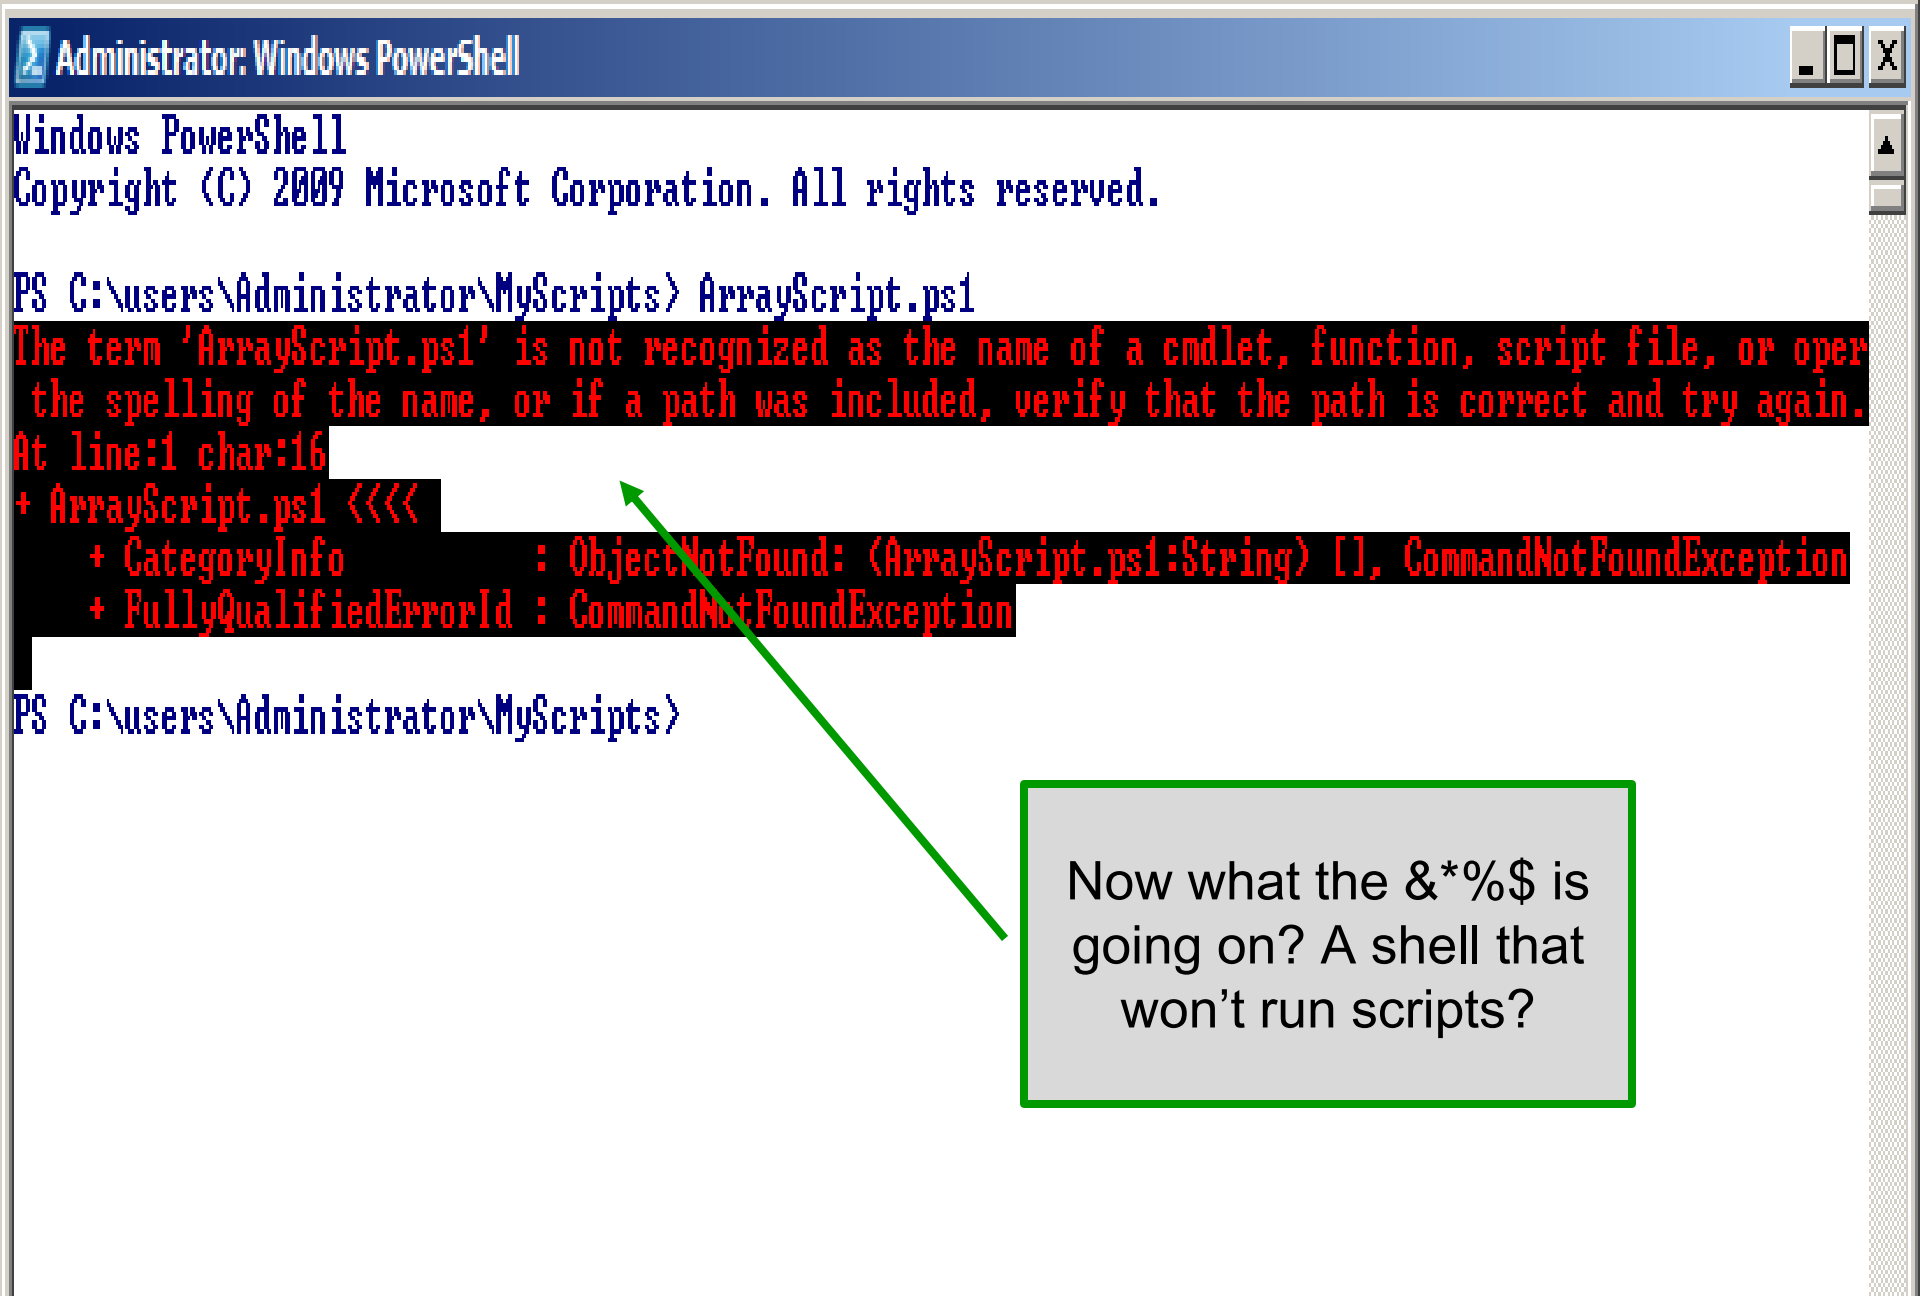 Administrator: Windows PowerShell
Windows PowerShell
Copyright (C) 2009 Microsoft Corporation. All rights reserved.
PS C:\users\Administrator\MyScripts> ArrayScript.ps1
The term 'ArrayScript.ps1' is not recognized as the name of a cmdlet, function, script file, or oper
the spelling of the name, or if a path was included, verify that the path is correct and try again.
At line:1 char:16
+ ArrayScript.ps1 <<<<
+ CategoryInfo : ObjectNotFound: (ArrayScript.ps1:String) [], CommandNotFoundException
+ FullyQualifiedErrorId : CommandNotFoundException
PS C:\users\Administrator\MyScripts>
Now what the &*%$ is
going on? A shell that
won’t run scripts?